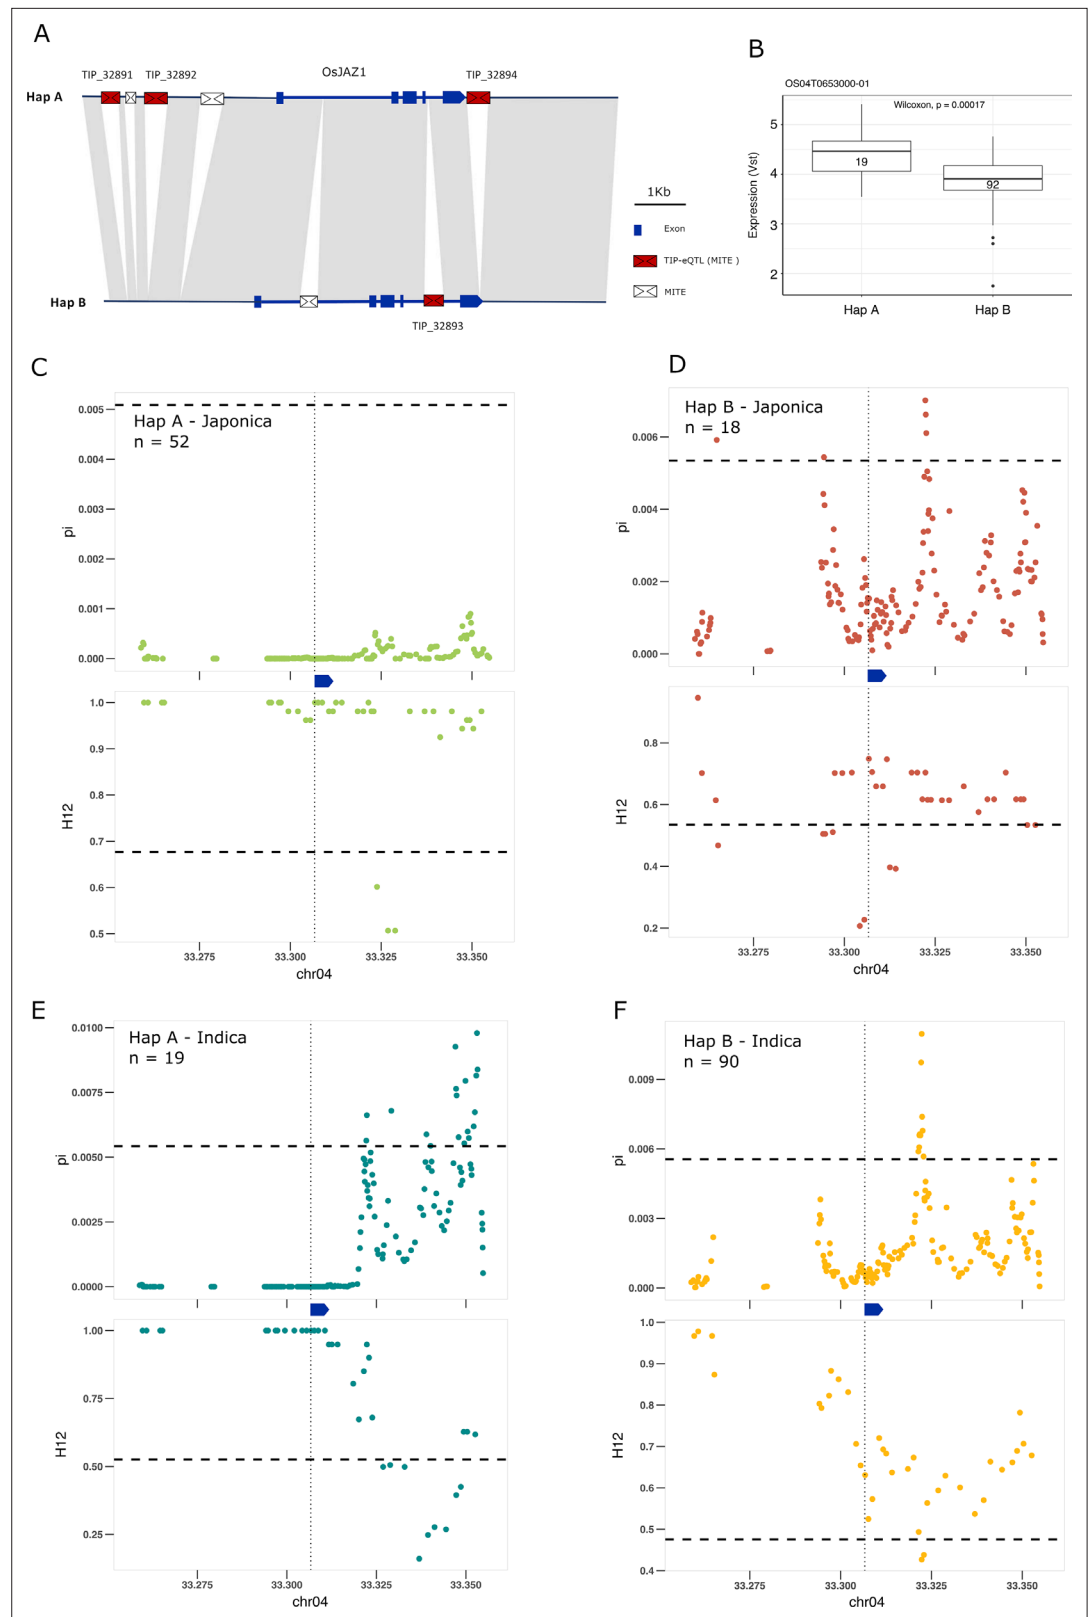 A
TIP_32891
TIP_32892
OsJAZ1
TIP_32894
Hap A
Hap B
TIP_32893
1Kb
Exon
TIP-eQTL (MITE )
MITE
B
OS04T0653000-01
Wilcoxon, p = 0.00017
Expression (Vst)
5
4
3
2
19
92
Hap A
Hap B
C
Hap A - Japonica
n = 52
pi
0.005
0.004
0.003
0.002
0.001
0.000
H12
1.0
0.9
0.8
0.7
0.6
0.5
33.275
33.300
33.325
33.350
chr04
D
Hap B - Japonica
n = 18
pi
0.006
0.004
0.002
0.000
H12
0.8
0.6
0.4
0.2
33.275
33.300
33.325
33.350
chr04
E
Hap A - Indica
n = 19
pi
0.0100
0.0075
0.0050
0.0025
0.0000
H12
1.00
0.75
0.50
0.25
33.275
33.300
33.325
33.350
chr04
F
Hap B - Indica
n = 90
pi
0.009
0.006
0.003
0.000
H12
1.0
0.9
0.8
0.7
0.6
0.5
0.4
33.275
33.300
33.325
33.350
chr04